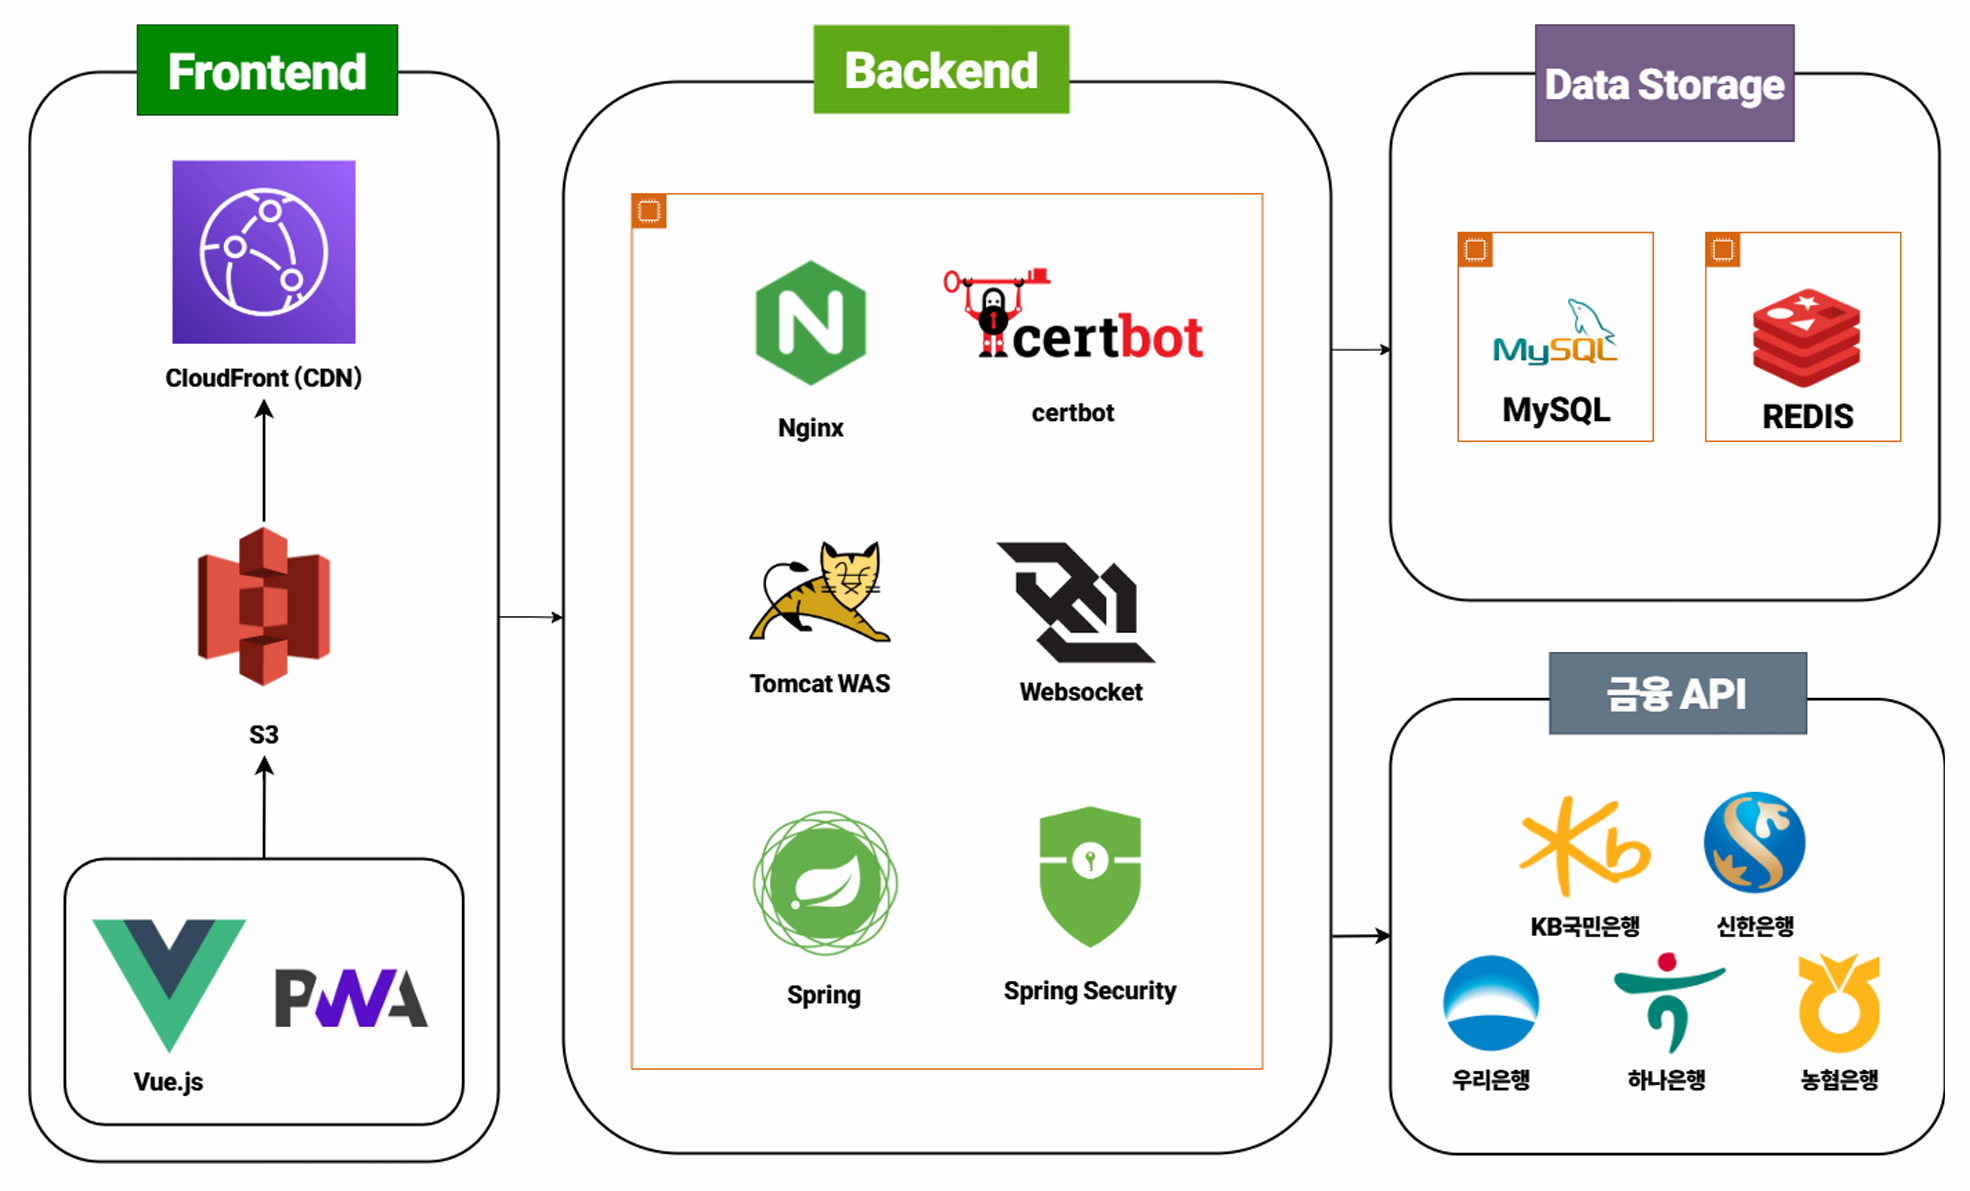 Frontend
CloudFront (CDN)
S3
PWA
Vue.js
Backend
certbot
Nginx
certbot
Tomcat WAS
Websocket
Spring
Spring Security
Data Storage
MySQL
MySQL
REDIS
금융 API
Kb
KB국민은행
신한은행
우리은행
하나은행
농협은행